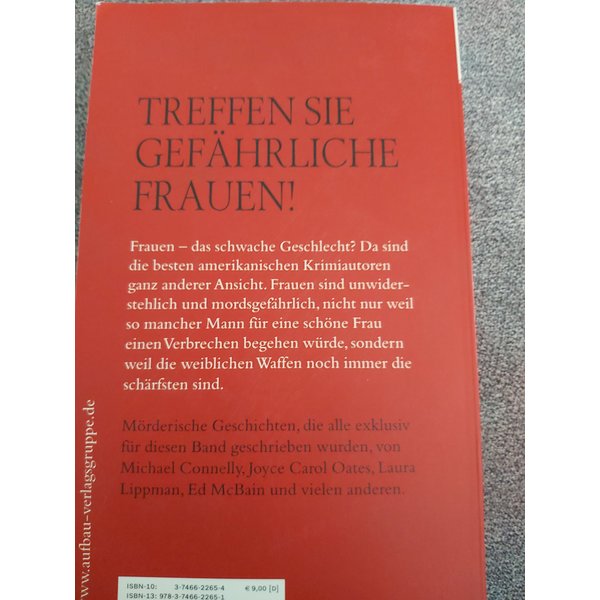 TREFFEN SIE
GEFÄHRLICHE
FRAUEN!
Frauen – das schwache Geschlecht? Da sind
die besten amerikanischen Krimiautoren
ganz anderer Ansicht. Frauen sind unwider-
stehlich und mordsgefährlich, nicht nur weil
so mancher Mann für eine schöne Frau
einen Verbrechen begehen würde, sondern
weil die weiblichen Waffen noch immer die
schärfsten sind.
Mörderische Geschichten, die alle exklusiv
für diesen Band geschrieben wurden, von
Michael Connelly, Joyce Carol Oates, Laura
Lippman, Ed McBain und vielen anderen.
www.aufbau-verlagsgruppe.de
ISBN-10: 3-7466-2265-4 € 9,00 [D]
ISBN-13: 978-3-7466-2265-1